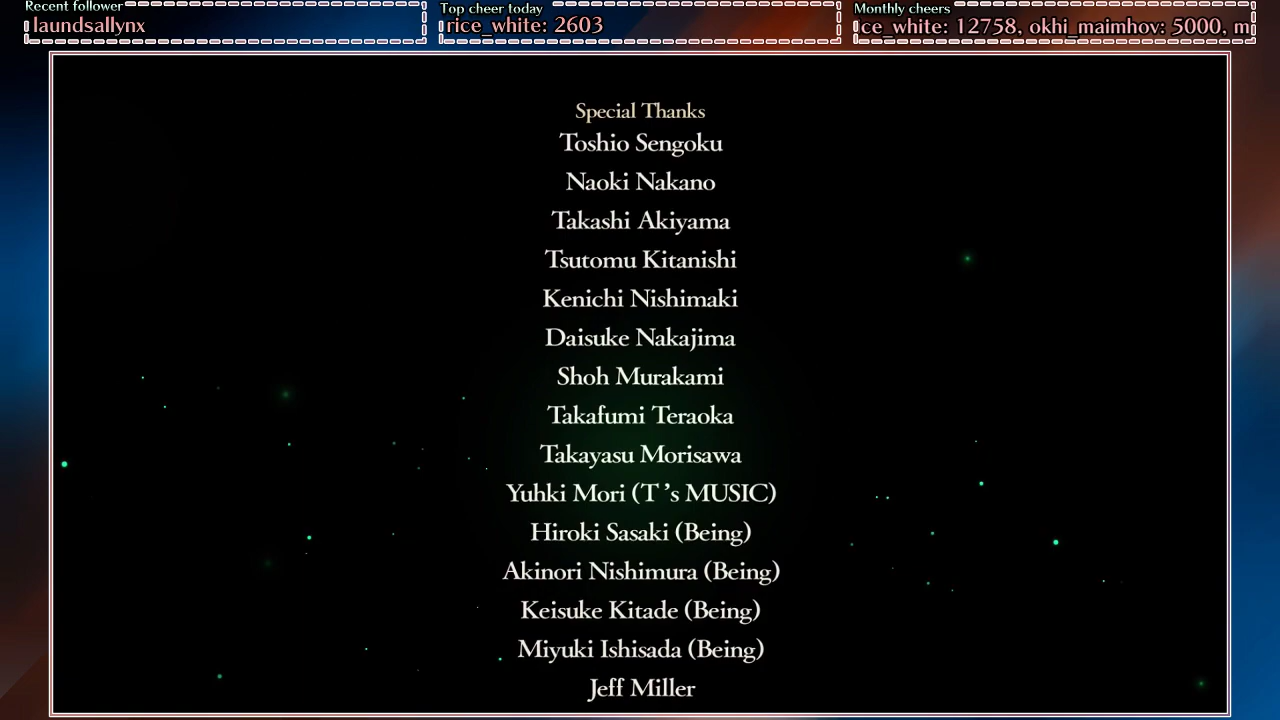 Recent follower
laundsallynx
Top cheer today
rice_white: 2603
Monthly cheers
ce_white: 12758, okhi_maimhov: 5000, m
Special Thanks
Toshio Sengoku
Naoki Nakano
Takashi Akiyama
Tsutomu Kitanishi
Kenichi Nishimaki
Daisuke Nakajima
Shoh Murakami
Takafumi Teraoka
Takayasu Morisawa
Yuhki Mori (T 's MUSIC)
Hiroki Sasaki (Being)
Akinori Nishimura (Being)
Keisuke Kitade (Being)
Miyuki Ishisada (Being)
Jeff Miller